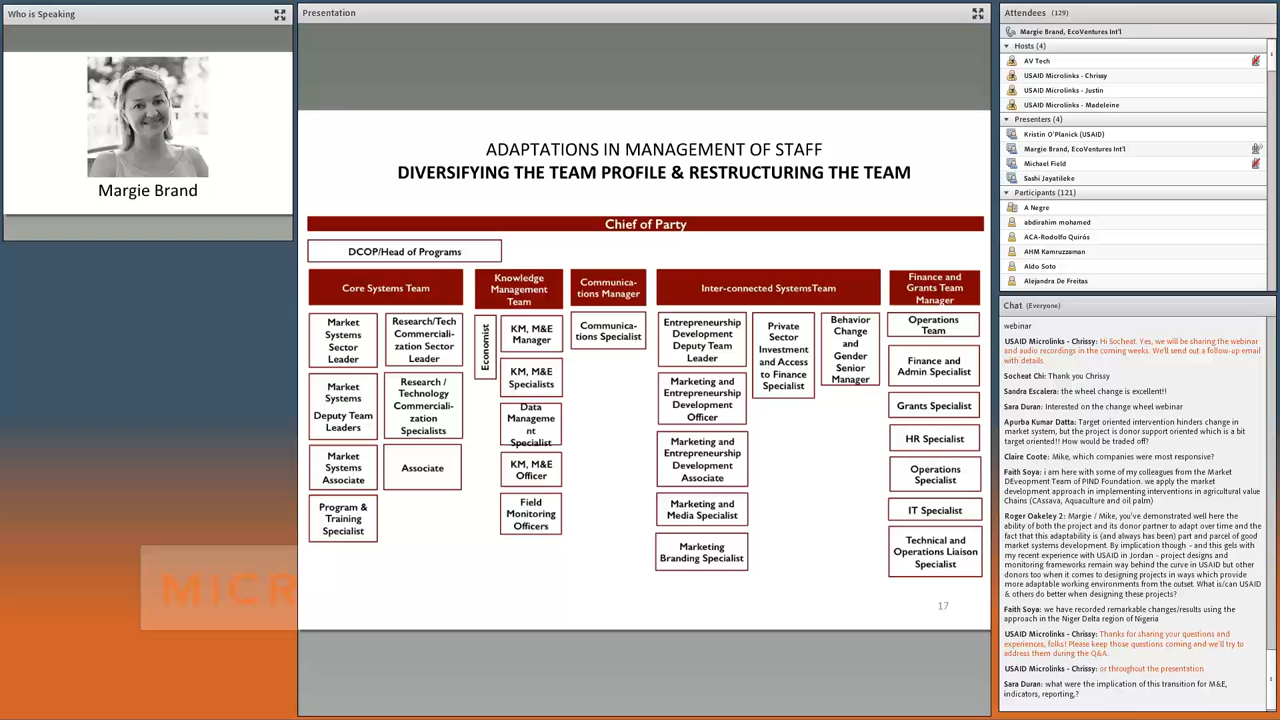 Who is Speaking
Margie Brand
Presentation
ADAPTATIONS IN MANAGEMENT OF STAFF
DIVERSIFYING THE TEAM PROFILE & RESTRUCTURING THE TEAM
Chief of Party
DCOP/Head of Programs
Core Systems Team
Market
Systems
Sector
Leader
Research/Tech
Commerciali-
zation Sector
Leader
Market
Systems
Deputy Team
Leaders
Research /
Technology
Commerciali-
zation
Specialists
Market
Systems
Associate
Associate
Program &
Training
Specialist
Knowledge
Management
Team
Economist
KM, M&E
Manager
KM, M&E
Specialists
Data
Manageme
nt
Specialist
KM, M&E
Officer
Field
Monitoring
Officers
Communica-
tions Manager
Communica-
tions Specialist
Inter-connected SystemsTeam
Entrepreneurship
Development
Deputy Team
Leader
Private
Sector
Investment
and Access
to Finance
Specialist
Behavior
Change
and
Gender
Senior
Manager
Marketing and
Entrepreneurship
Development
Officer
Marketing and
Entrepreneurship
Development
Associate
Marketing and
Media Specialist
Marketing
Branding Specialist
Finance and
Grants Team
Manager
Operations
Team
Finance and
Admin Specialist
Grants Specialist
HR Specialist
Operations
Specialist
IT Specialist
Technical and
Operations Liaison
Specialist
17
MICR
Attendees (129)
Margie Brand, EcoVentures Int'l
Hosts (4)
AV Tech
USAID Microlinks - Chrissy
USAID Microlinks - Justin
USAID Microlinks - Madeleine
Presenters (4)
Kristin O'Planick (USAID)
Margie Brand, EcoVentures Int'l
Michael Field
Sashi Jayatileke
Participants (121)
A Negre
abdirahim mohamed
ACA-Rodolfo Quirós
AHM Kamruzzaman
Aldo Soto
Alejandra De Freitas
Chat (Everyone)
webinar
USAID Microlinks - Chrissy: Hi Socheat. Yes, we will be sharing the webinar
and audio recordings in the coming weeks. We'll send out a follow-up email
with details.
Socheat Chi: Thank you Chrissy
Sandra Escalera: the wheel change is excellent!!
Sara Duran: Interested on the change wheel webinar
Apurba Kumar Datta: Target oriented intervention hinders change in
market system, but the project is donor support oriented which is a bit
target oriented!! How would be traded off?
Claire Coote: Mike, which companies were most responsive?
Faith Soya: i am here with some of my colleagues from the Market
DEveopment Team of PIND Foundation. we apply the market
development approach in implementing interventions in agricultural value
Chains (CAssava, Aquaculture and oil palm)
Roger Oakeley 2: Margie / Mike, you've demonstrated well here the
ability of both the project and its donor partner to adapt over time and the
fact that this adaptability is (and always has been) part and parcel of good
market systems development. By implication though - and this gels with
my recent experience with USAID in Jordan - project designs and
monitoring frameworks remain way behind the curve in USAID but other
donors too when it comes to designing projects in ways which provide
more adaptable working environments from the outset. What is/can USAID
& others do better when designing these projects?
Faith Soya: we have recorded remarkable changes/results using the
approach in the Niger Delta region of Nigeria
USAID Microlinks - Chrissy: Thanks for sharing your questions and
experiences, folks! Please keep those questions coming and we'll try to
address them during the Q&A.
USAID Microlinks - Chrissy: or throughout the presentation
Sara Duran: what were the implication of this transition for M&E,
indicators, reporting,?